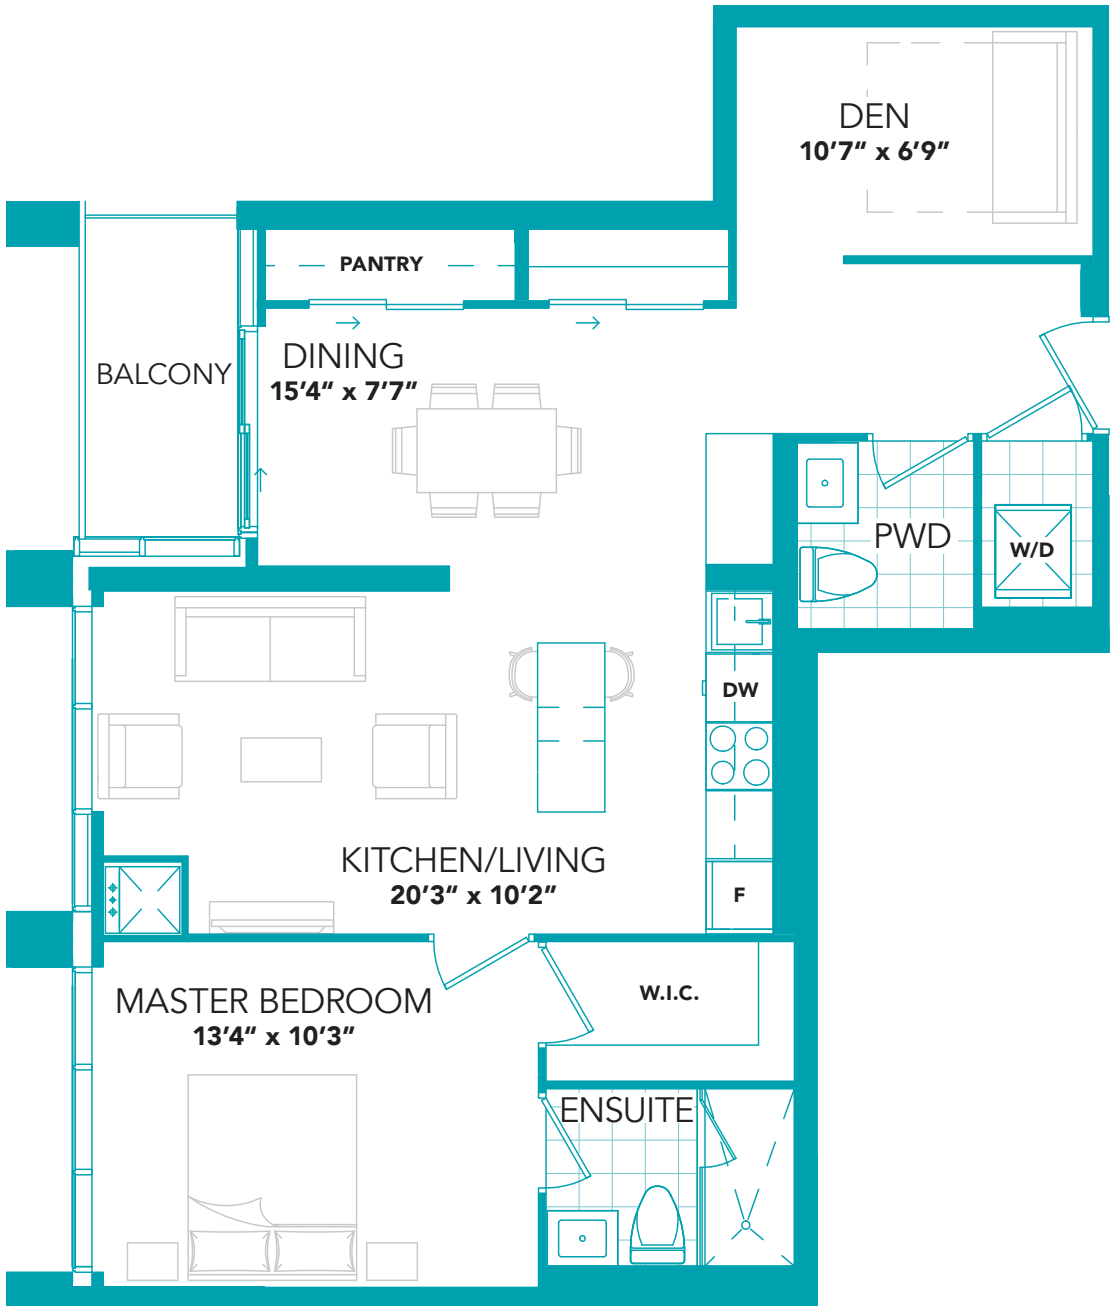 DEN
10’7” x 6’9”
PANTRY
DINING
15’4” x 7’7”
BALCONY
PWD
W/D
DW
KITCHEN/LIVING
20’3” x 10’2”
F
MASTER BEDROOM
13’4” x 10’3”
W.I.C.
ENSUITE